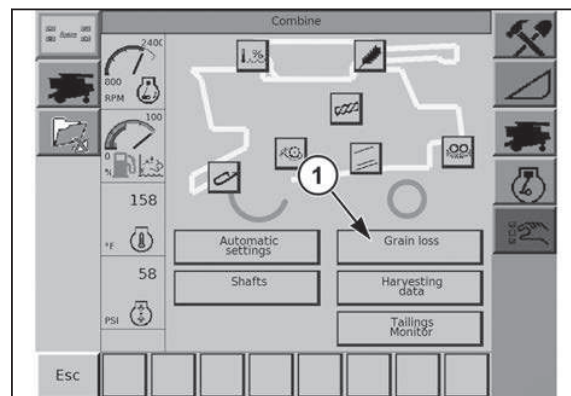 Combine
2400
800
RPM
100
0
%
158
°F
58
PSI
1.%
1
Automatic
settings
Grain loss
Shafts
Harvesting
data
Tailings
Monitor
Esc